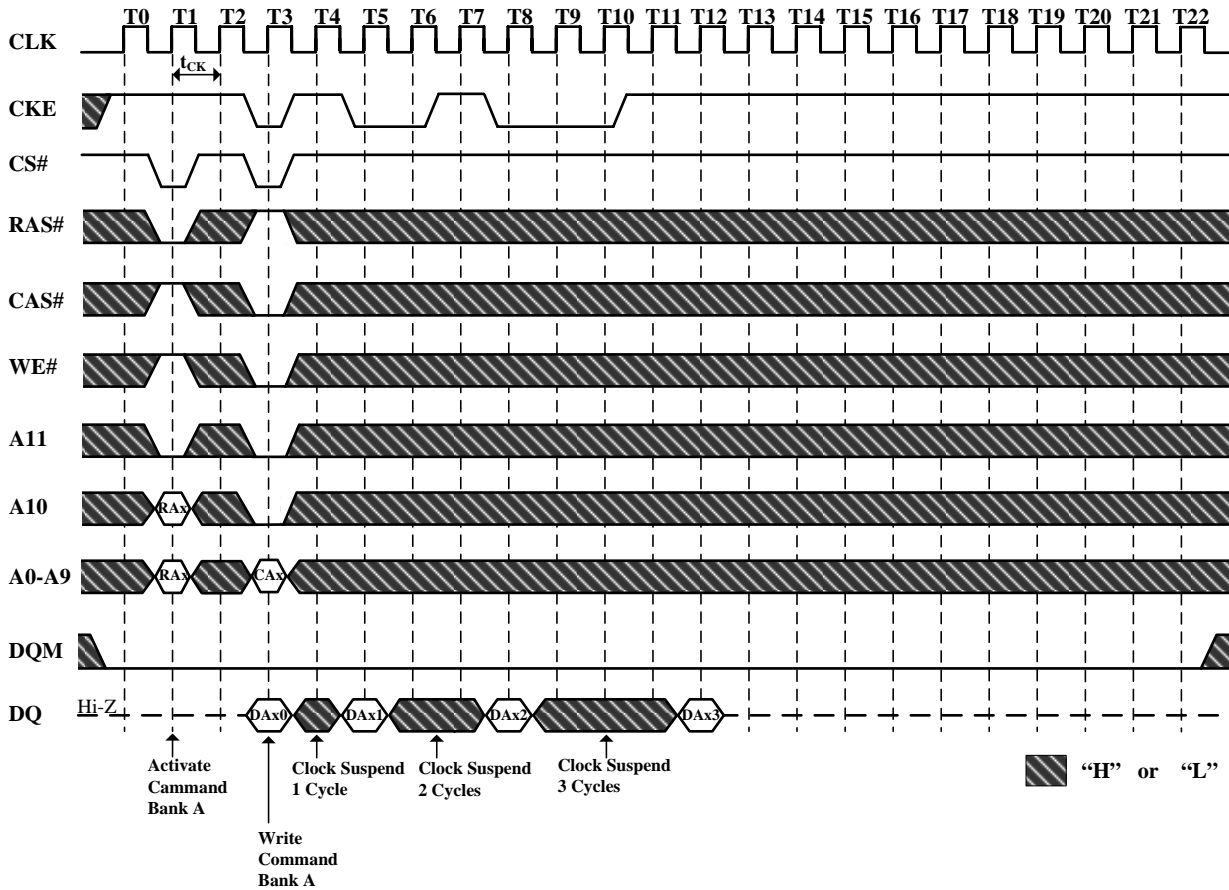 T0 T1 T2 T3 T4 T5 T6 T7 T8 T9 T10 T11 T12 T13 T14 T15 T16 T17 T18 T19 T20 T21 T22
CLK
tCK
CKE
CS#
RAS#
CAS#
WE#
A11
A10 RAx
A0-A9 RAx CAx
DQM
DQ Hi-Z DAx0 DAx1 DAx2 DAx3
Activate
Cammand
Bank A
Clock Suspend
1 Cycle
Clock Suspend
2 Cycles
Clock Suspend
3 Cycles
“H” or “L”
Write
Command
Bank A